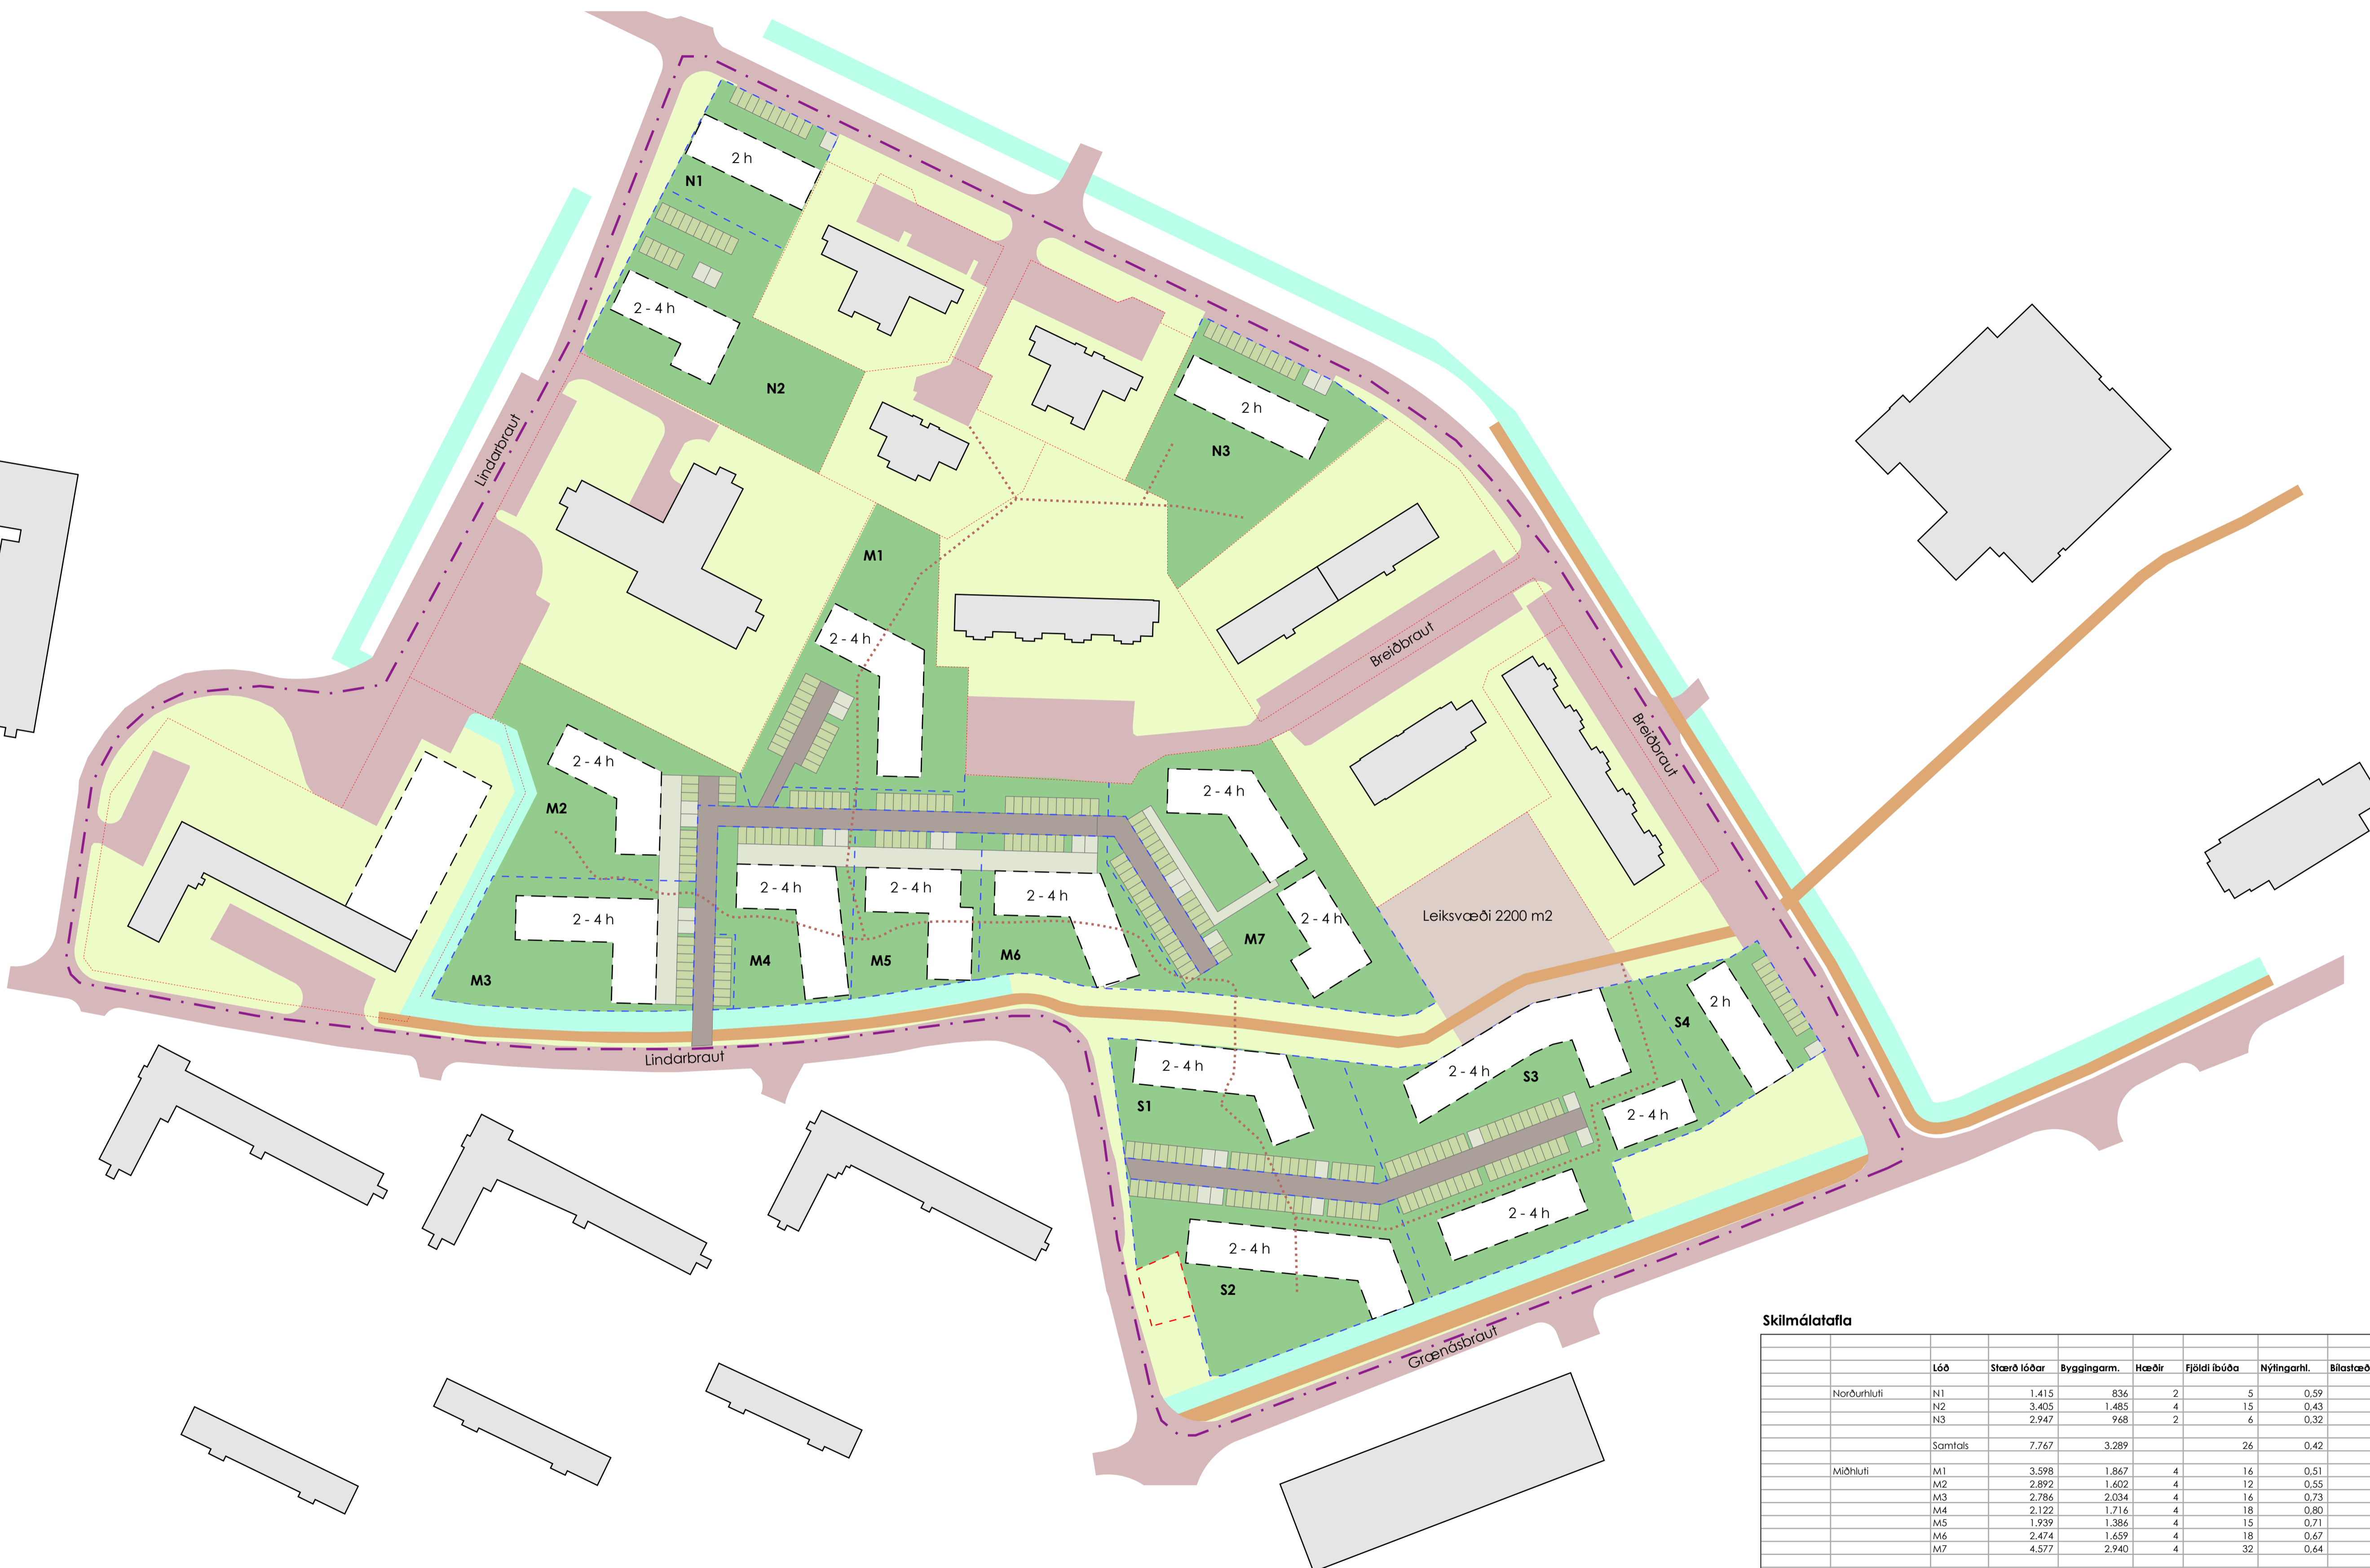 2 h
N1
2 - 4 h
N2
Lindarbraut
2 h
N3
M1
2 - 4 h
Breiðbraut
Breiðbraut
2 - 4 h
M2
2 - 4 h
2 - 4 h
2 - 4 h
2 - 4 h
2 - 4 h
2 - 4 h
Leiksvæði 2200 m2
M3
M4
M5
M6
M7
Lindarbraut
2 h
S4
2 - 4 h
S1
2 - 4 h
S3
2 - 4 h
2 - 4 h
2 - 4 h
S2
Grænásbraut
Skilmálatafla
Lóð Stærð lóðar Byggingarm. Hæðir Fjöldi íbúða Nýtingarhl. Bílastæð
Norðurhluti N1 1.415 836 2 5 0,59
N2 3.405 1.485 4 15 0,43
N3 2.947 968 2 6 0,32
Samtals 7.767 3.289 26 0,42
Miðhluti M1 3.598 1.867 4 16 0,51
M2 2.892 1.602 4 12 0,55
M3 2.786 2.034 4 16 0,73
M4 2.122 1.716 4 18 0,80
M5 1.939 1.386 4 15 0,71
M6 2.474 1.659 4 18 0,67
M7 4.577 2.940 4 32 0,64